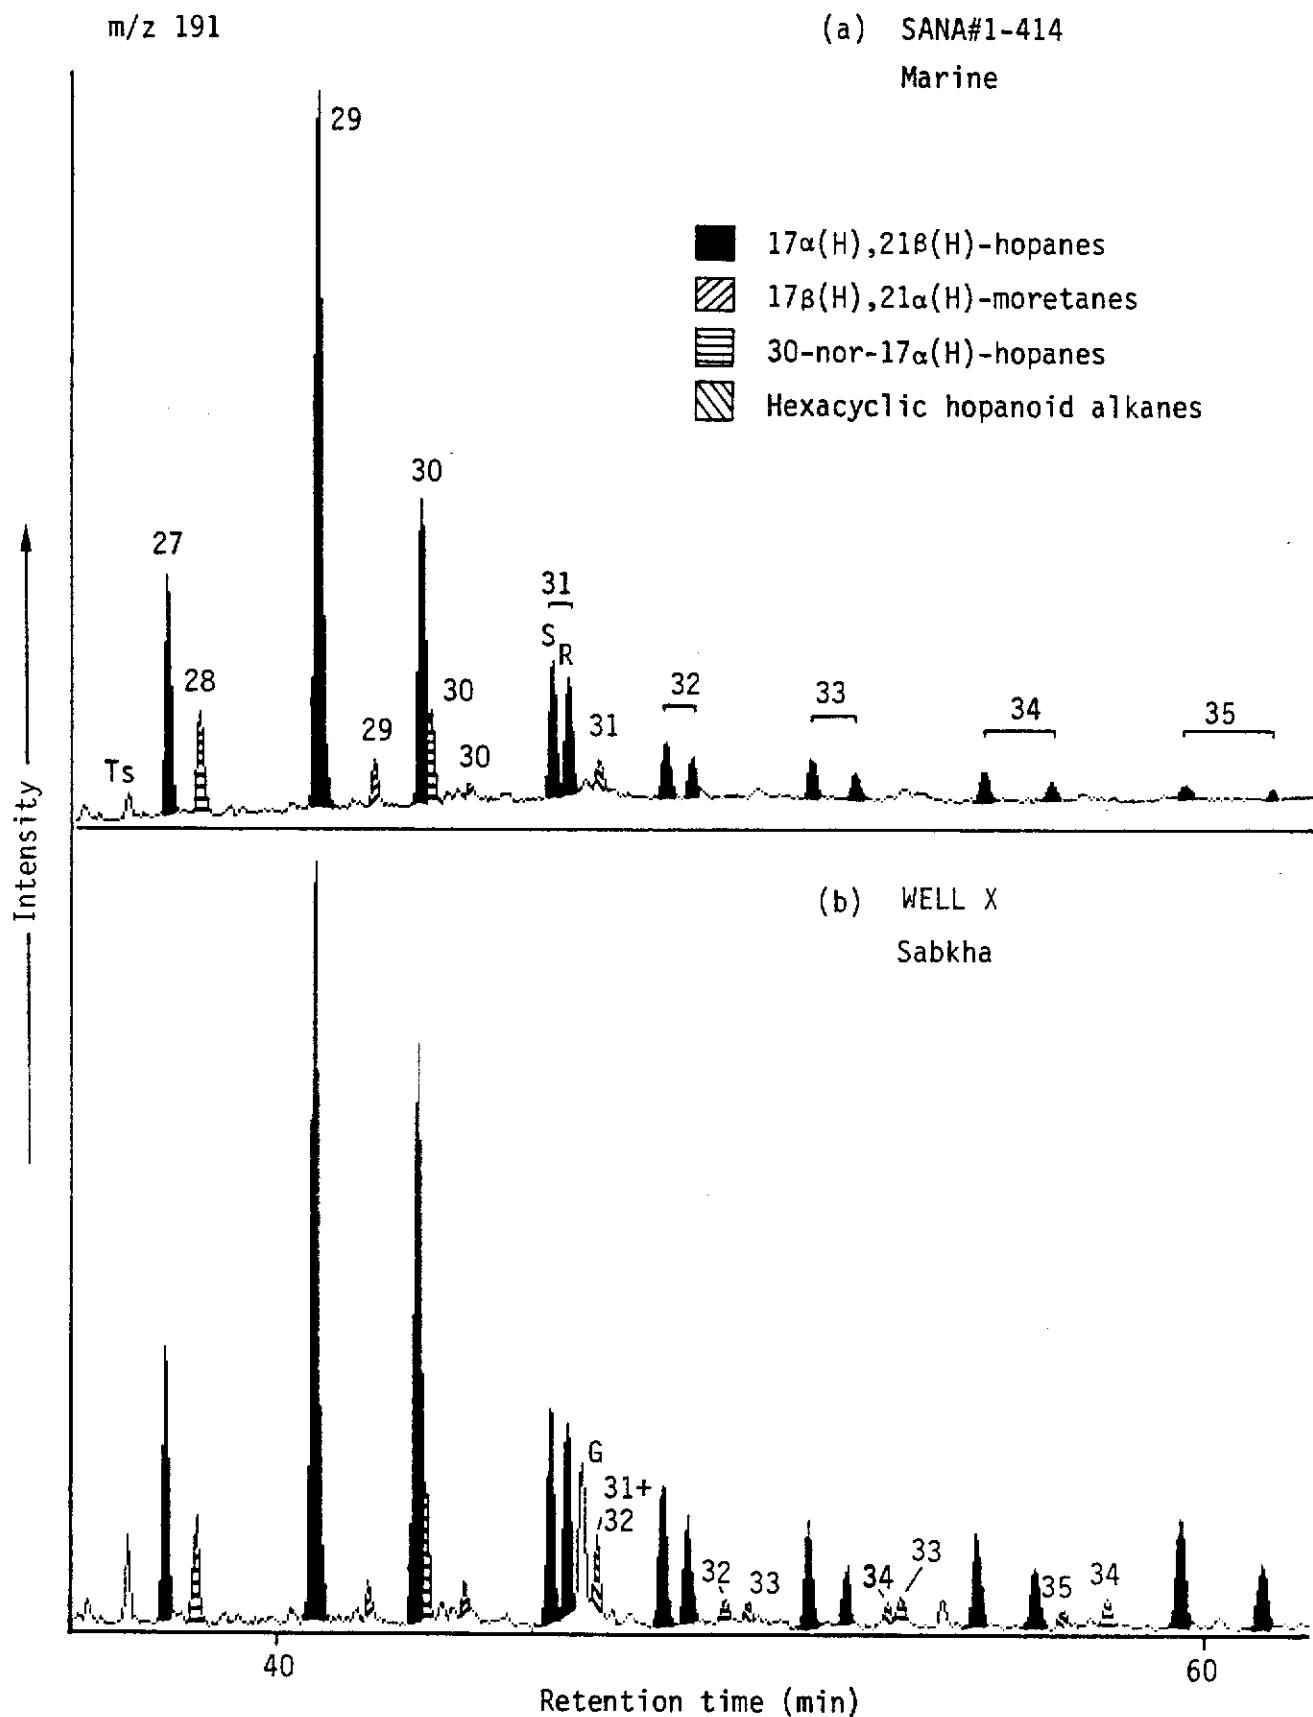 m/z 191
(a) SANA#1-414
Marine
29
17α(H),21β(H)-hopanes
17β(H),21α(H)-moretanes
30-nor-17α(H)-hopanes
Hexacyclic hopanoid alkanes
30
27
31
S
R
28
30
32
33
34
35
29
30
31
Ts
Intensity
(b) WELL X
Sabkha
G
31+
32
32
33
34
33
35
34
40
60
Retention time (min)